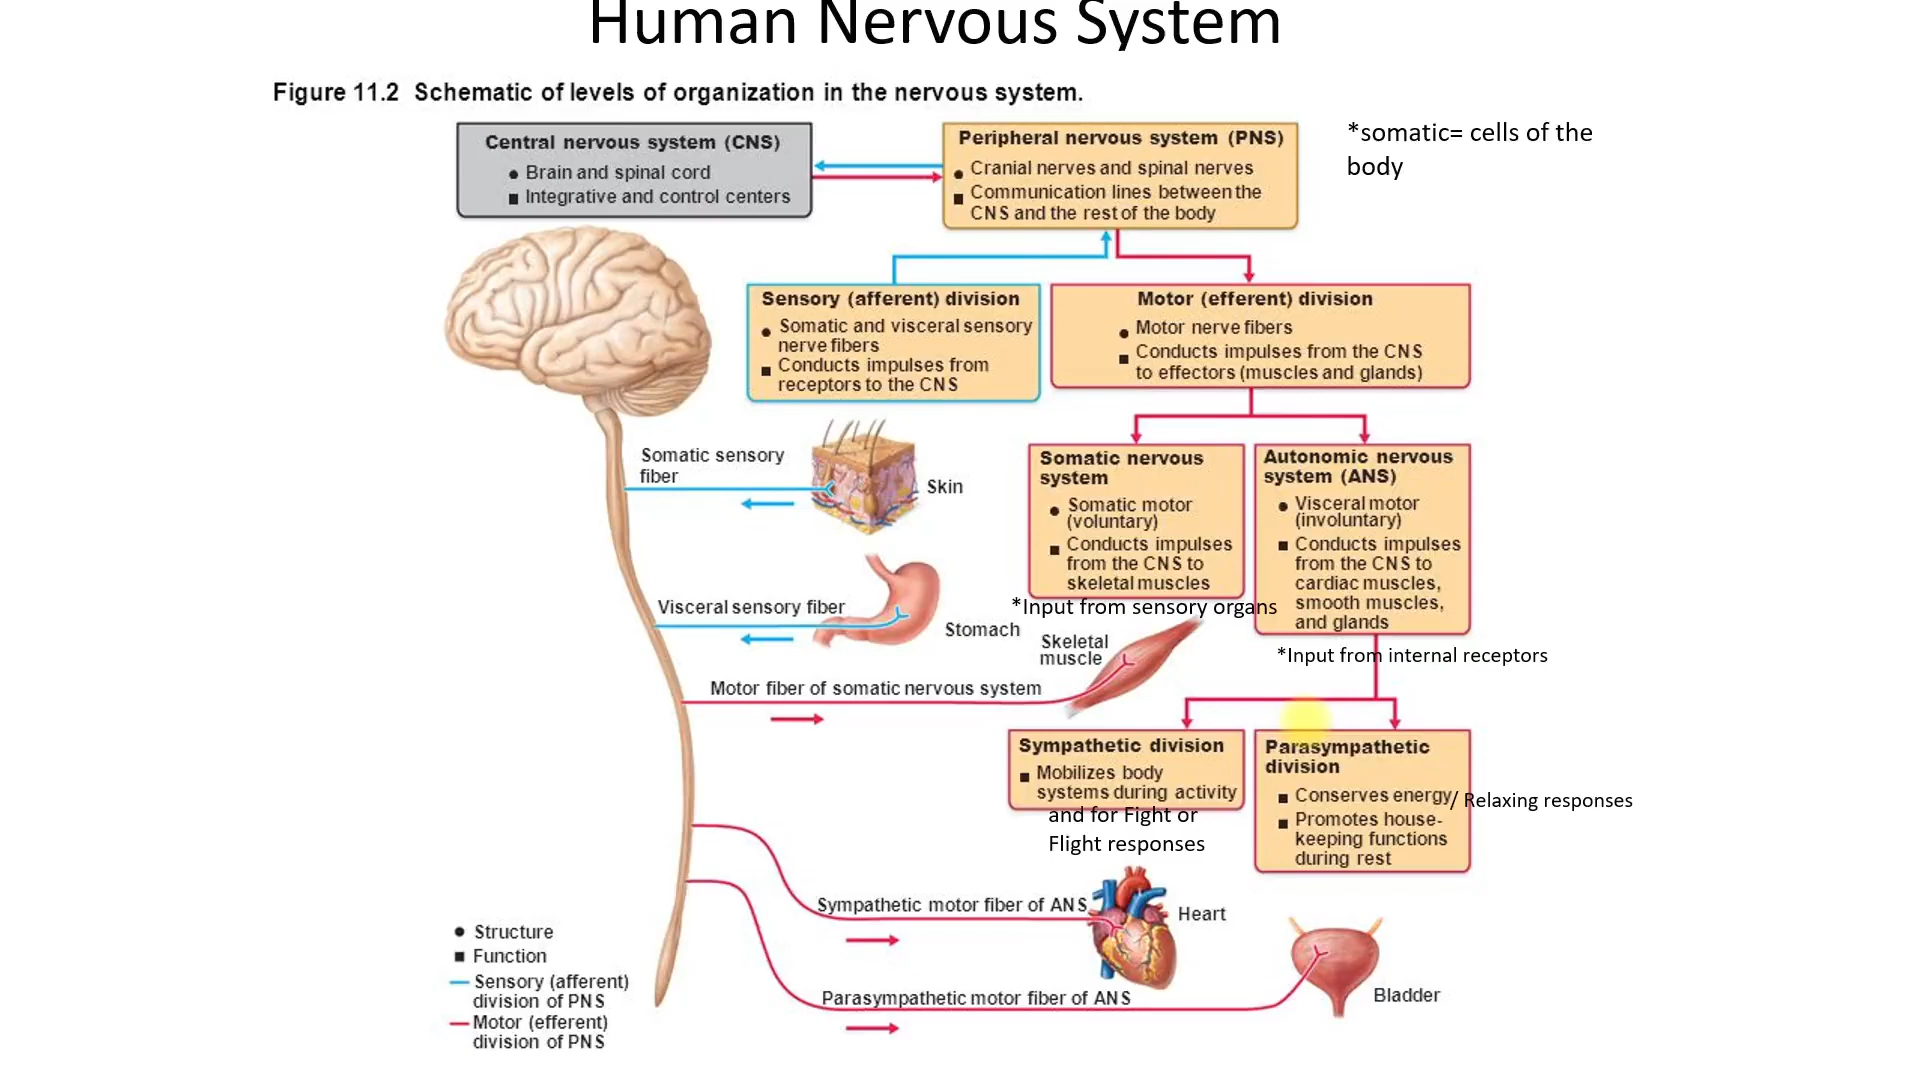 Human Nervous System
Figure 11.2 Schematic of levels of organization in the nervous system.
Central nervous system (CNS)
● Brain and spinal cord
■ Integrative and control centers
Peripheral nervous system (PNS)
● Cranial nerves and spinal nerves
■ Communication lines between the
CNS and the rest of the body
*somatic= cells of the
body
Sensory (afferent) division
● Somatic and visceral sensory
nerve fibers
■ Conducts impulses from
receptors to the CNS
Motor (efferent) division
● Motor nerve fibers
■ Conducts impulses from the CNS
to effectors (muscles and glands)
Somatic nervous
system
● Somatic motor
(voluntary)
■ Conducts impulses
from the CNS to
skeletal muscles
*Input from sensory organs
Autonomic nervous
system (ANS)
● Visceral motor
(involuntary)
■ Conducts impulses
from the CNS to
cardiac muscles,
smooth muscles,
and glands
*Input from internal receptors
Sympathetic division
■ Mobilizes body
systems during activity
and for Fight or
Flight responses
Parasympathetic
division
■ Conserves energy/ Relaxing responses
■ Promotes house-
keeping functions
during rest
Somatic sensory
fiber
Skin
Visceral sensory fiber
Stomach
Skeletal
muscle
Motor fiber of somatic nervous system
Sympathetic motor fiber of ANS
Heart
Parasympathetic motor fiber of ANS
Bladder
● Structure
■ Function
Sensory (afferent)
division of PNS
Motor (efferent)
division of PNS